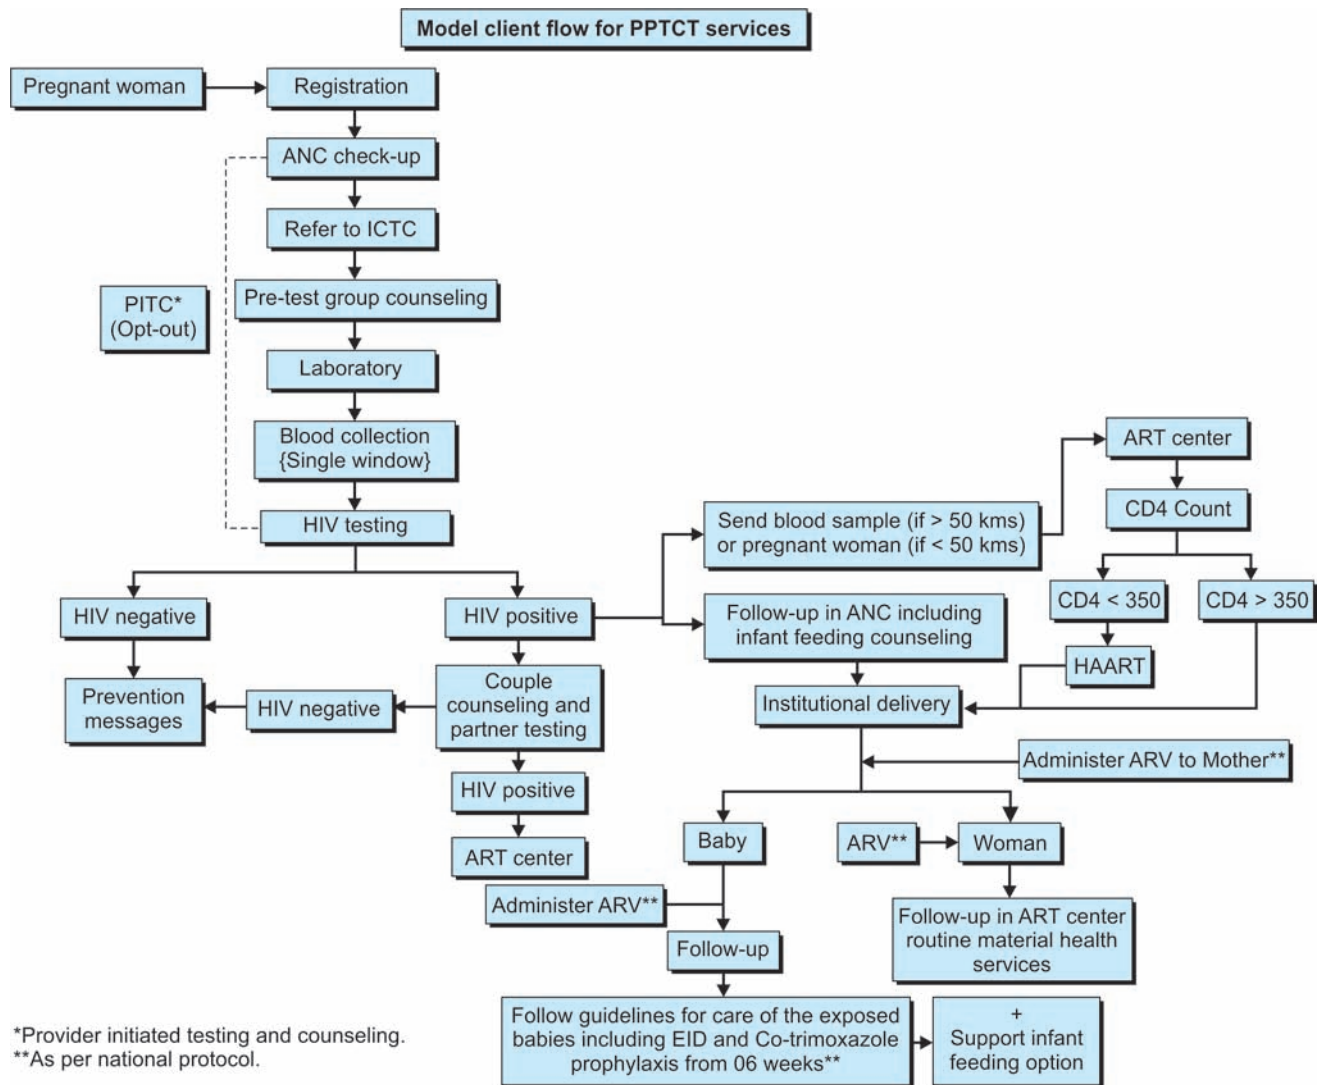 Model client flow for PPTCT services
Pregnant woman
Registration
ANC check-up
Refer to ICTC
Pre-test group counseling
PITC*
(Opt-out)
Laboratory
Blood collection
{Single window}
HIV testing
HIV negative
HIV positive
Prevention
messages
HIV negative
Couple
counseling and
partner testing
HIV positive
ART center
Send blood sample (if > 50 kms)
or pregnant woman (if < 50 kms)
ART center
CD4 Count
CD4 < 350
CD4 > 350
HAART
Follow-up in ANC including
infant feeding counseling
Institutional delivery
Administer ARV to Mother**
Baby
ARV**
Woman
Administer ARV**
Follow-up
Follow-up in ART center
routine material health
services
Follow guidelines for care of the exposed
babies including EID and Co-trimoxazole
prophylaxis from 06 weeks**
+
Support infant
feeding option
*Provider initiated testing and counseling.
**As per national protocol.